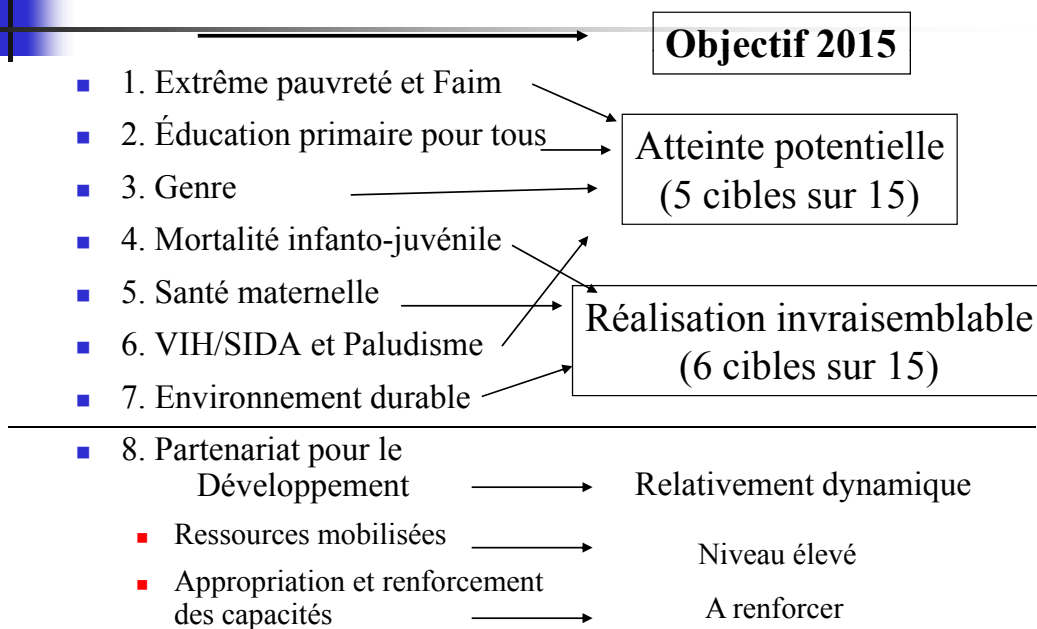 Objectif 2015
1. Extrême pauvreté et Faim
2. Éducation primaire pour tous
3. Genre
4. Mortalité infanto-juvénile
5. Santé maternelle
6. VIH/SIDA et Paludisme
7. Environnement durable
Atteinte potentielle
(5 cibles sur 15)
Réalisation invraisemblable
(6 cibles sur 15)
8. Partenariat pour le
Développement
Relativement dynamique
Ressources mobilisées
Niveau élevé
Appropriation et renforcement
des capacités
A renforcer